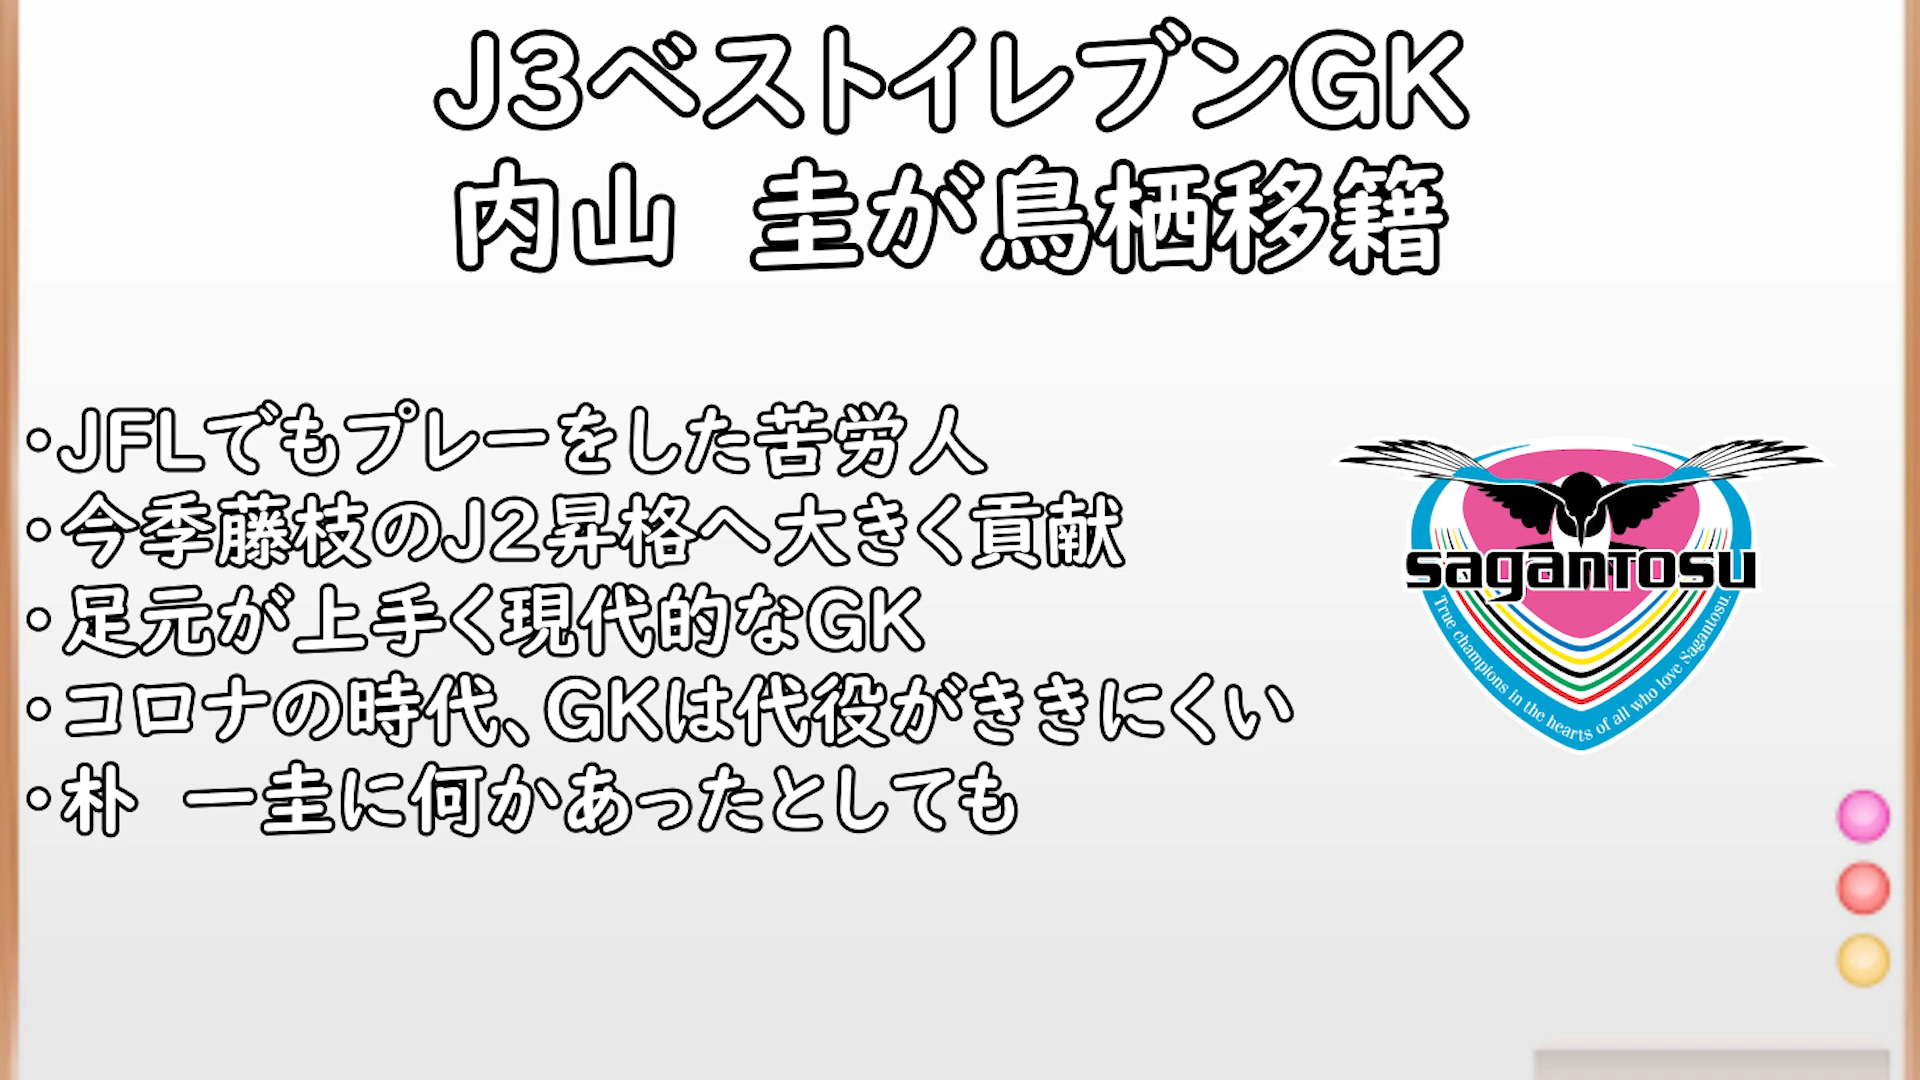 J3ベストイレブンGK
内山　圭が鳥栖移籍
・JFLでもプレーをした苦労人
・今季藤枝のJ2昇格へ大きく貢献
・足元が上手く現代的なGK
・コロナの時代、GKは代役がききにくい
・朴　一圭に何かあったとしても
sagantosu
True champions in the hearts of all who love Sagantosu.